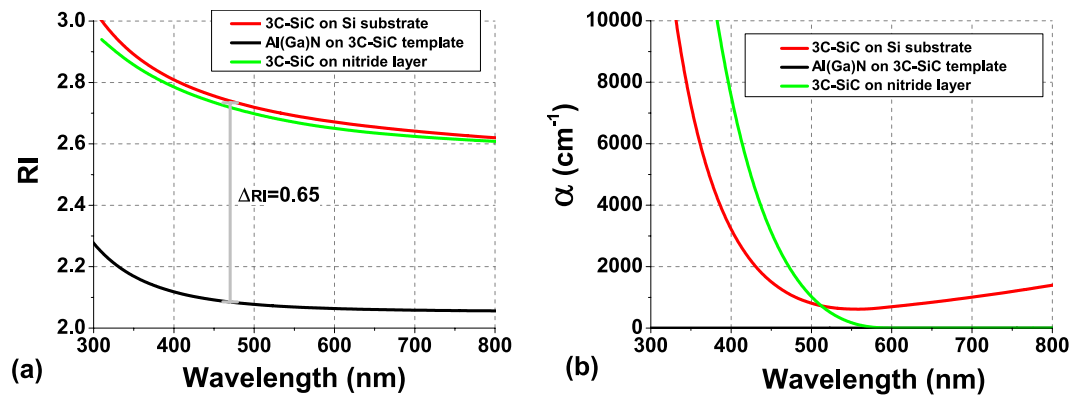 3.0
2.8
2.6
2.4
2.2
2.0
RI
3C-SiC on Si substrate
Al(Ga)N on 3C-SiC template
3C-SiC on nitride layer
ΔRI=0.65
300 400 500 600 700 800
Wavelength (nm)
(a)
10000
8000
6000
4000
2000
0
α (cm⁻¹)
3C-SiC on Si substrate
Al(Ga)N on 3C-SiC template
3C-SiC on nitride layer
300 400 500 600 700 800
Wavelength (nm)
(b)